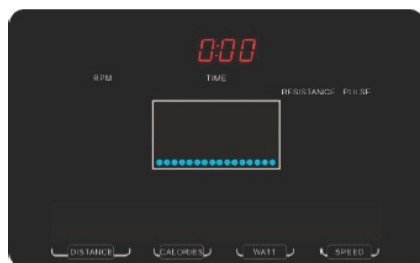 0:00
RPM TIME
RESISTANCE PULSE
DISTANCE CALORIES WATT SPEED